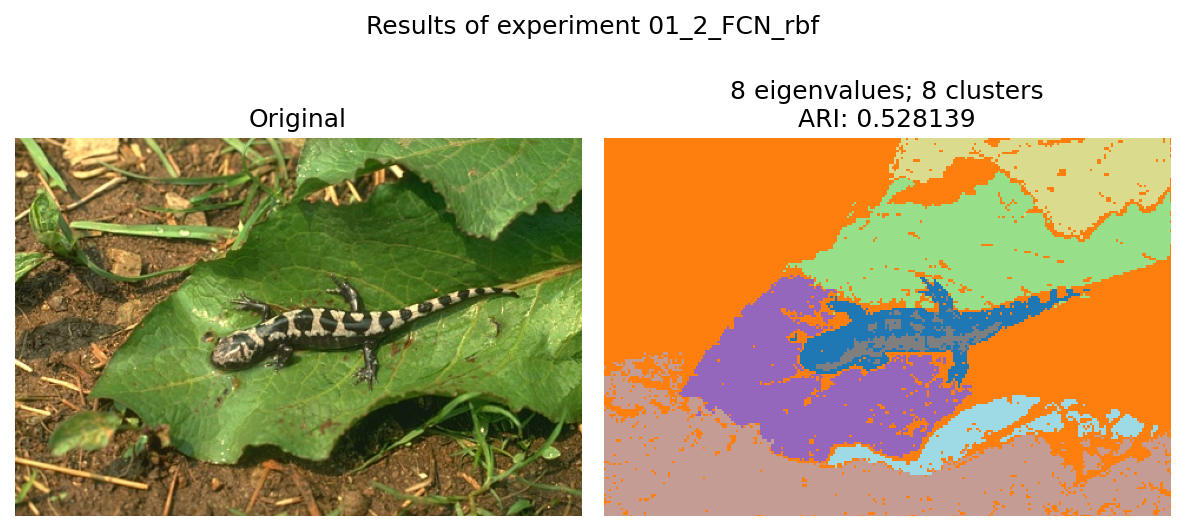 Results of experiment 01_2_FCN_rbf
Original
8 eigenvalues; 8 clusters
ARI: 0.528139